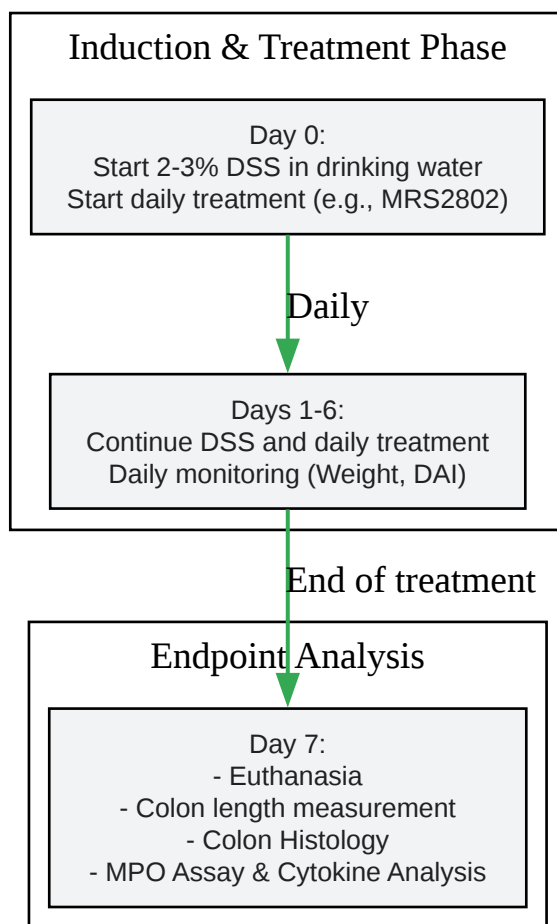 Induction & Treatment Phase
Day 0:
Start 2-3% DSS in drinking water
Start daily treatment (e.g., MRS2802)
Daily
Days 1-6:
Continue DSS and daily treatment
Daily monitoring (Weight, DAI)
End of treatment
Endpoint Analysis
Day 7:
- Euthanasia
- Colon length measurement
- Colon Histology
- MPO Assay & Cytokine Analysis